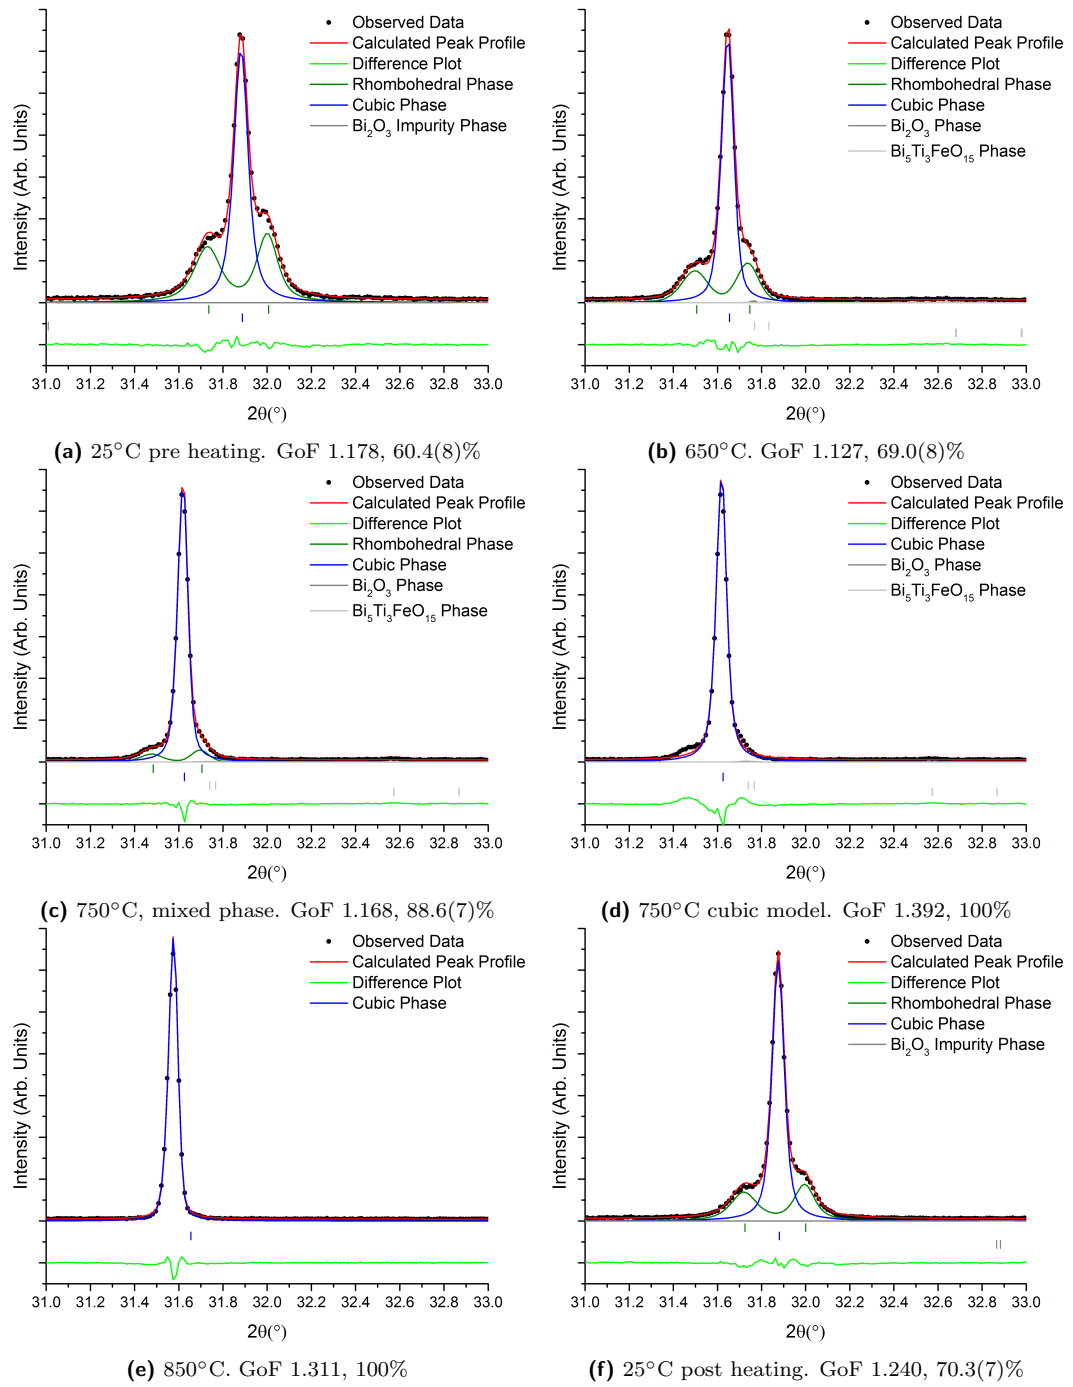 Observed Data
Calculated Peak Profile
Difference Plot
Rhombohedral Phase
Cubic Phase
Bi₂O₃ Impurity Phase
Intensity (Arb. Units)
31.0 31.2 31.4 31.6 31.8 32.0 32.2 32.4 32.6 32.8 33.0
2θ(°)
(a) 25°C pre heating. GoF 1.178, 60.4(8)%
Observed Data
Calculated Peak Profile
Difference Plot
Rhombohedral Phase
Cubic Phase
Bi₂O₃ Phase
Bi₅Ti₃FeO₁₅ Phase
Intensity (Arb. Units)
31.0 31.2 31.4 31.6 31.8 32.0 32.2 32.4 32.6 32.8 33.0
2θ(°)
(b) 650°C. GoF 1.127, 69.0(8)%
Observed Data
Calculated Peak Profile
Difference Plot
Rhombohedral Phase
Cubic Phase
Bi₂O₃ Phase
Bi₅Ti₃FeO₁₅ Phase
Intensity (Arb. Units)
31.0 31.2 31.4 31.6 31.8 32.0 32.2 32.4 32.6 32.8 33.0
2θ(°)
(c) 750°C, mixed phase. GoF 1.168, 88.6(7)%
Observed Data
Calculated Peak Profile
Difference Plot
Cubic Phase
Bi₂O₃ Phase
Bi₅Ti₃FeO₁₅ Phase
Intensity (Arb. Units)
31.0 31.2 31.4 31.6 31.8 32.0 32.2 32.4 32.6 32.8 33.0
2θ(°)
(d) 750°C cubic model. GoF 1.392, 100%
Observed Data
Calculated Peak Profile
Difference Plot
Cubic Phase
Intensity (Arb. Units)
31.0 31.2 31.4 31.6 31.8 32.0 32.2 32.4 32.6 32.8 33.0
2θ(°)
(e) 850°C. GoF 1.311, 100%
Observed Data
Calculated Peak Profile
Difference Plot
Rhombohedral Phase
Cubic Phase
Bi₂O₃ Impurity Phase
Intensity (Arb. Units)
31.0 31.2 31.4 31.6 31.8 32.0 32.2 32.4 32.6 32.8 33.0
2θ(°)
(f) 25°C post heating. GoF 1.240, 70.3(7)%